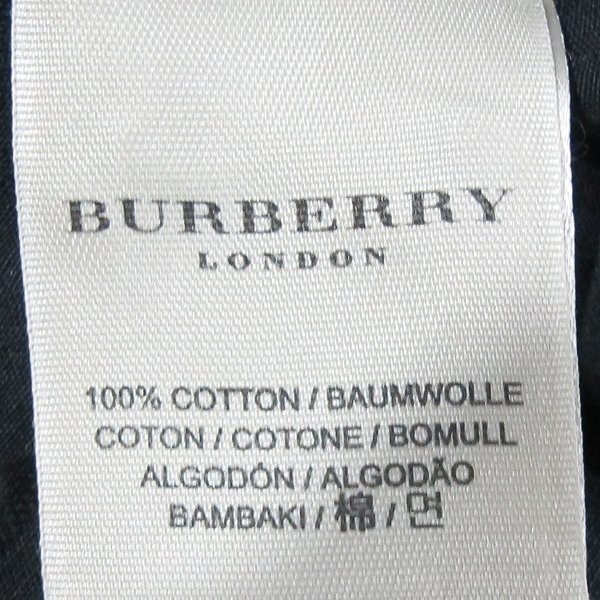 BURBERRY
LONDON
100% COTTON / BAUMWOLLE
COTON / COTONE / BOMULL
ALGODÓN / ALGODÃO
BAMBAKI / 棉 / 면